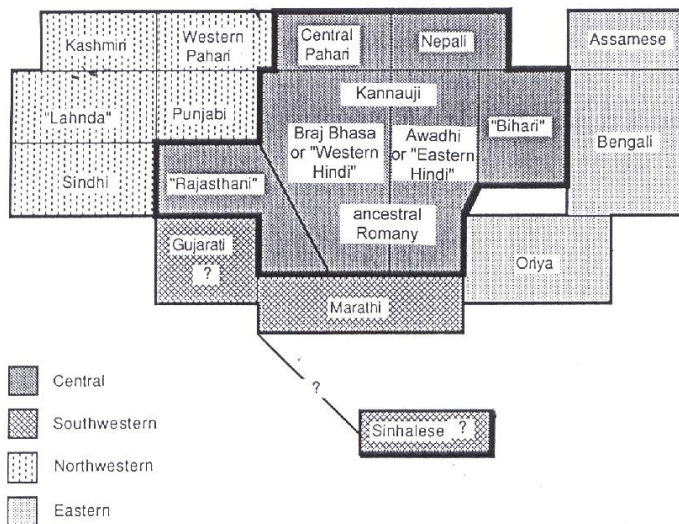 Kashmiri
Western
Pahari
Central
Pahari
Nepali
Assamese
"Lahnda"
Punjabi
Kannauji
Braj Bhasa
or "Western
Hindi"
Awadhi
or "Eastern
Hindi"
"Bihari"
Bengali
Sindhi
"Rajasthani"
ancestral
Romany
Gujarati
?
Oriya
Marathi
?
Sinhalese ?
Central
Southwestern
Northwestern
Eastern